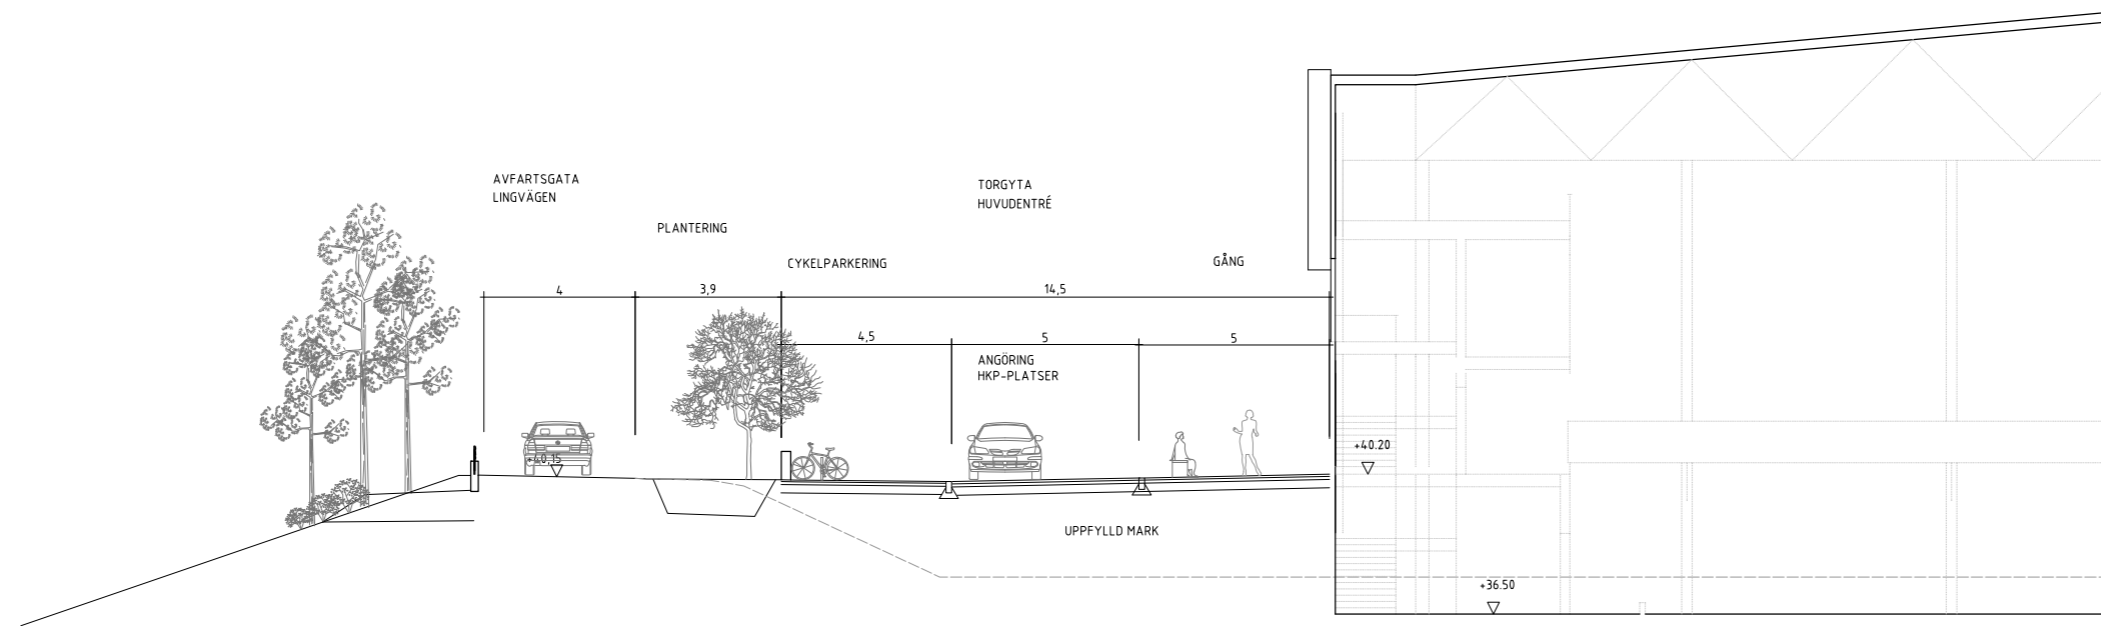 AVFARTSGATA
LINGVÄGEN
TORGYTA
HUVUDENTRÉ
PLANTERING
CYKELPARKERING
GÅNG
4
3,9
14,5
4,5
5
5
ANGÖRING
HKP-PLATSER
+40,15
+40.20
UPPFYLLD MARK
+36.50